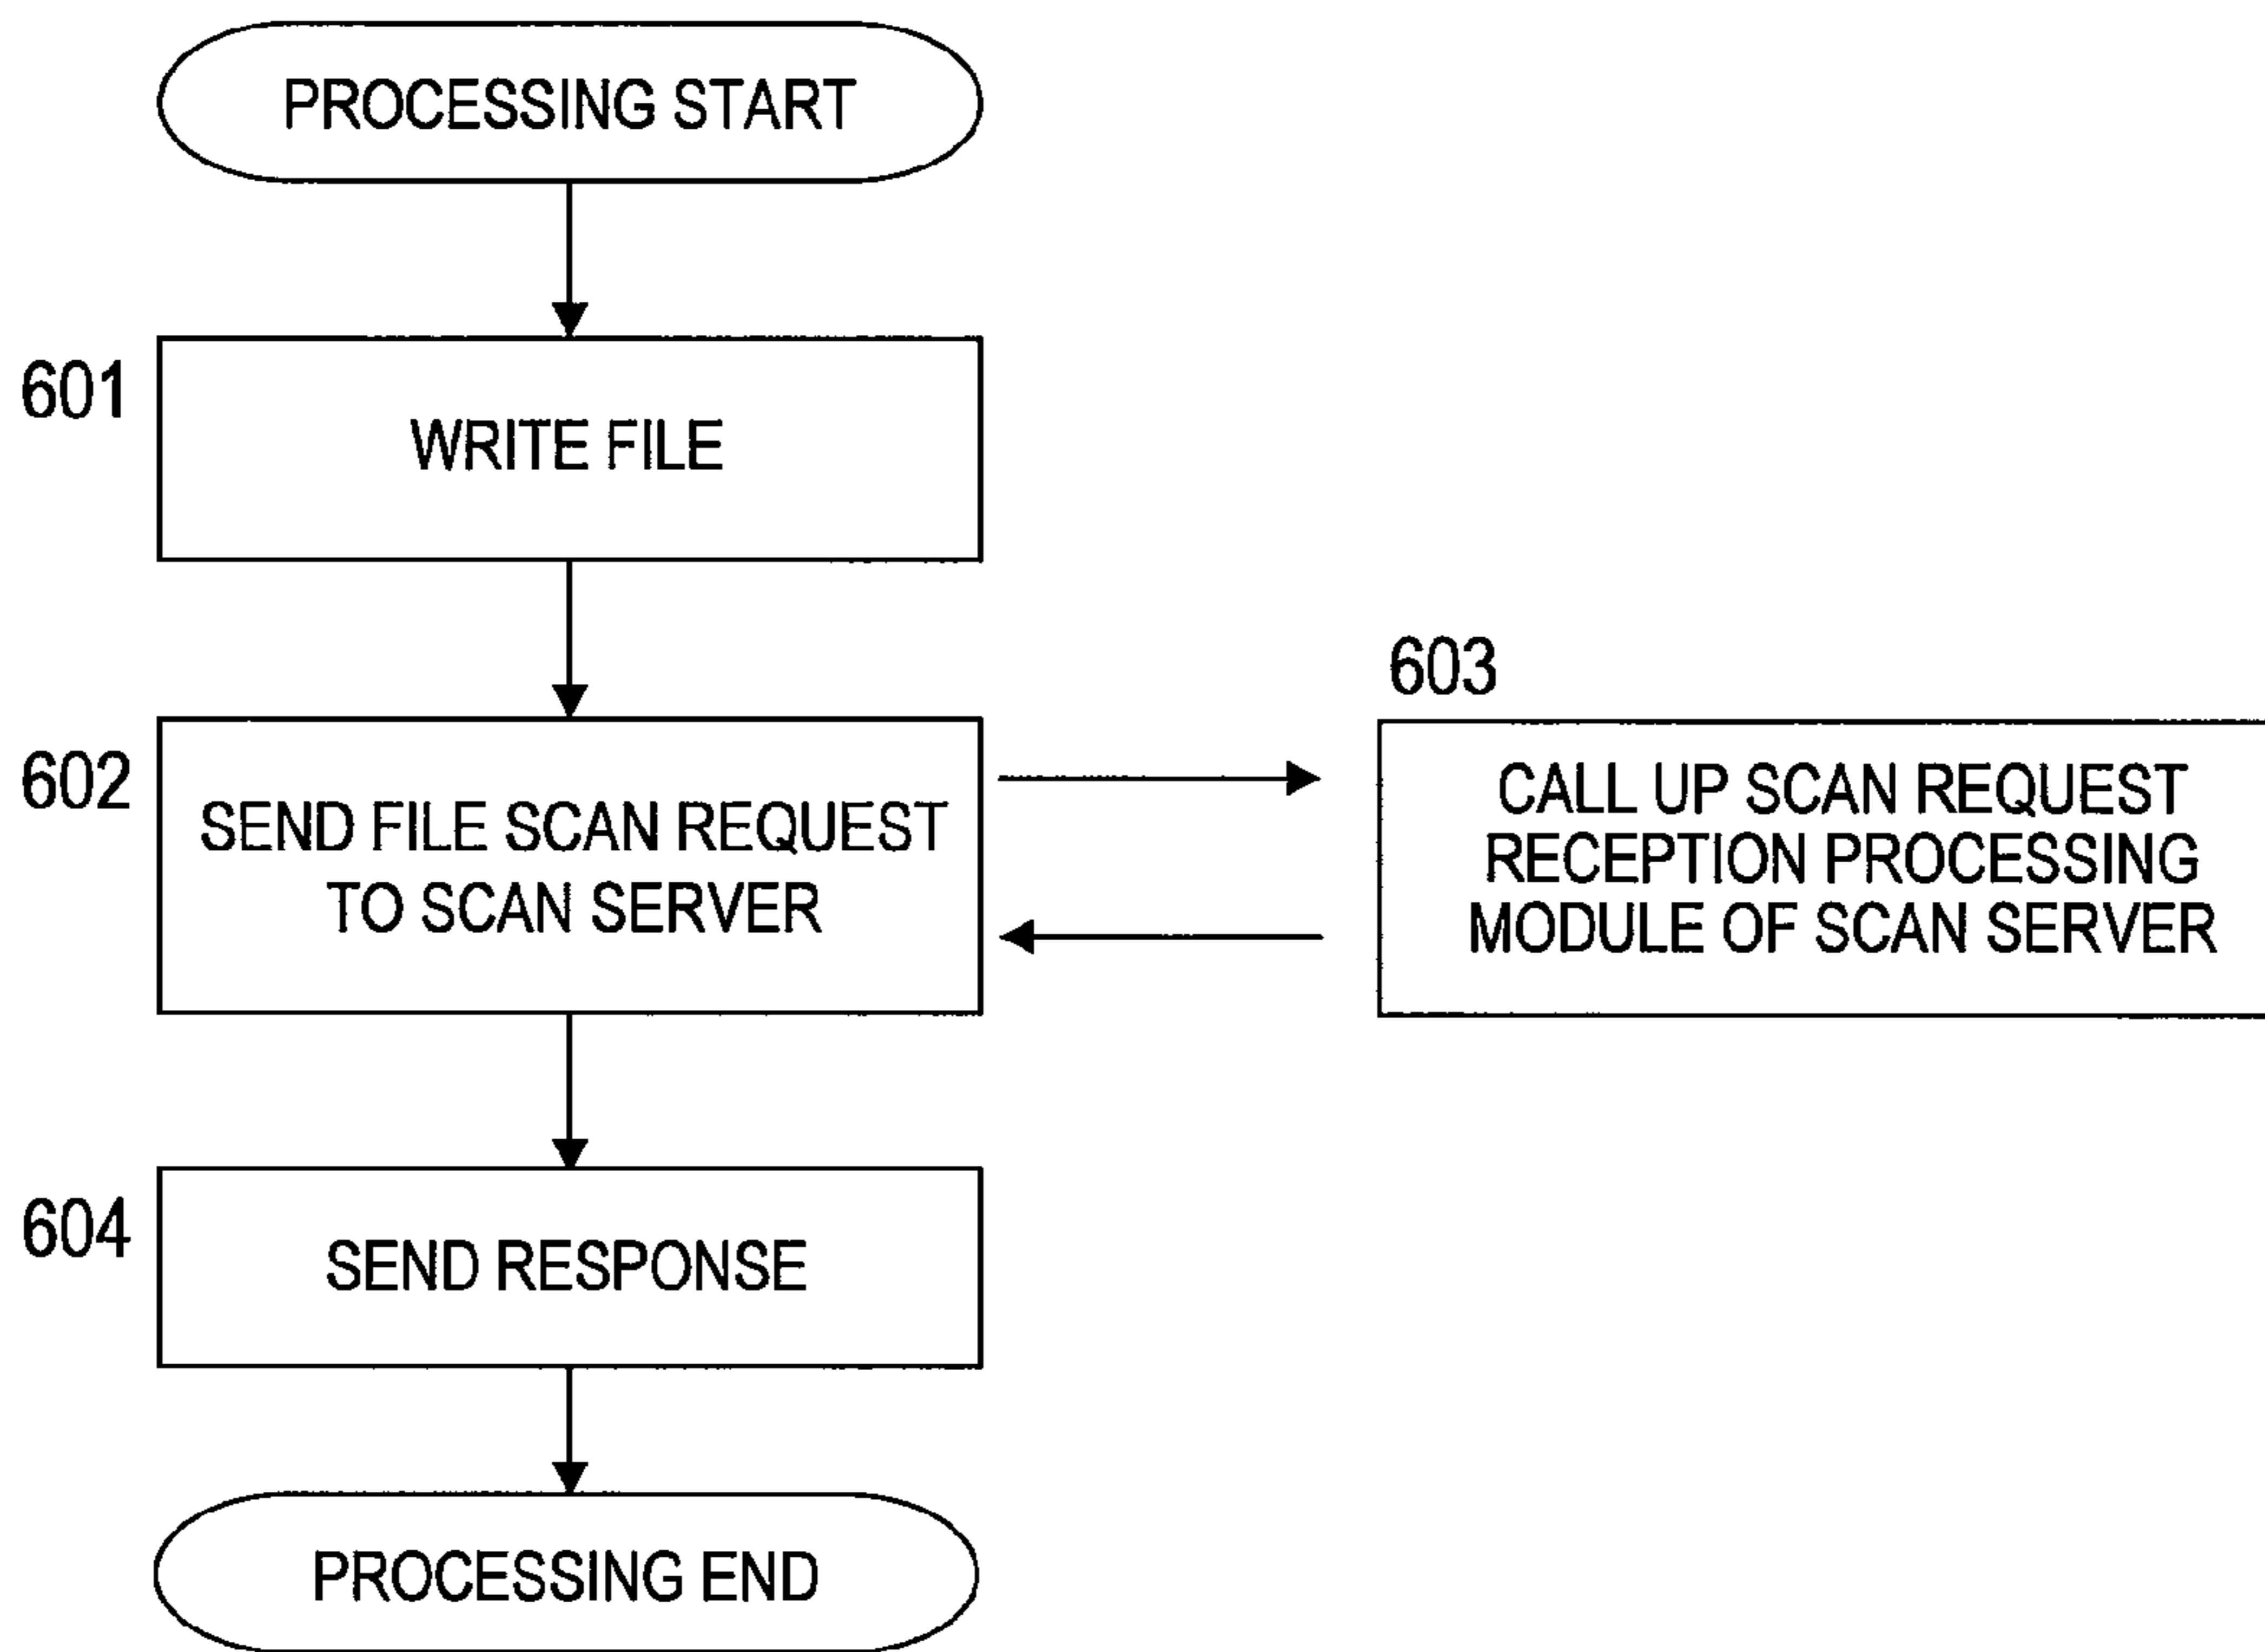 PROCESSING START
601
WRITE FILE
602
SEND FILE SCAN REQUEST
TO SCAN SERVER
603
CALL UP SCAN REQUEST
RECEPTION PROCESSING
MODULE OF SCAN SERVER
604
SEND RESPONSE
PROCESSING END